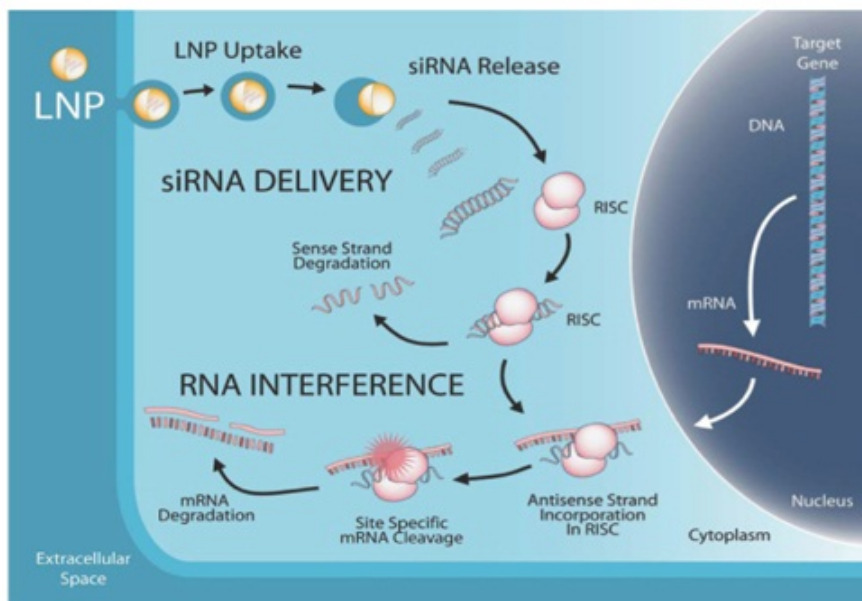 LNP
LNP Uptake
siRNA Release
siRNA DELIVERY
RISC
Sense Strand
Degradation
RISC
RNA INTERFERENCE
mRNA
Degradation
Site Specific
mRNA Cleavage
Antisense Strand
Incorporation
In RISC
Target
Gene
DNA
mRNA
Nucleus
Cytoplasm
Extracellular
Space